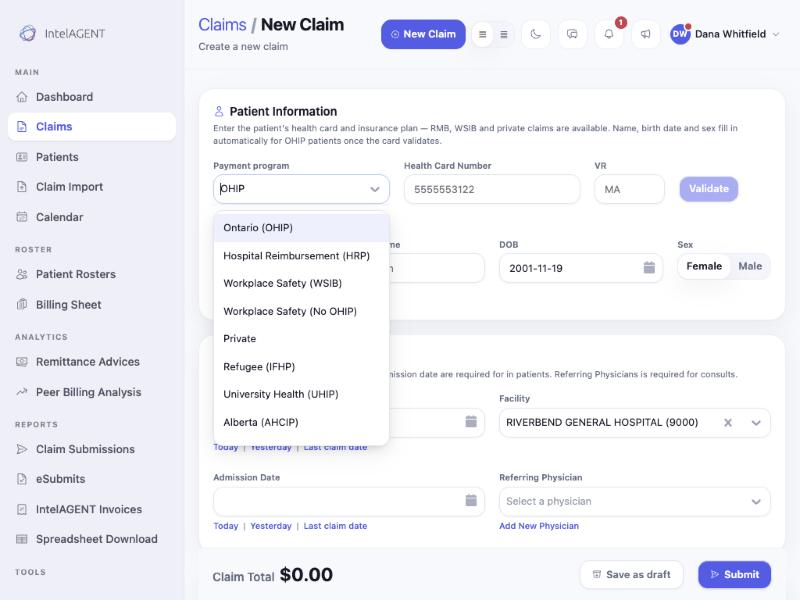 IntelAGENT
MAIN
Dashboard
Claims
Patients
Claim Import
Calendar
ROSTER
Patient Rosters
Billing Sheet
ANALYTICS
Remittance Advices
Peer Billing Analysis
REPORTS
Claim Submissions
eSubmits
IntelAGENT Invoices
Spreadsheet Download
TOOLS
Claims / New Claim
Create a new claim
New Claim
1
DW
Dana Whitfield
Patient Information
Enter the patient's health card and insurance plan — RMB, WSIB and private claims are available. Name, birth date and sex fill in
automatically for OHIP patients once the card validates.
Payment program
Health Card Number
VR
OHIP
5555553122
MA
Validate
Ontario (OHIP)
Hospital Reimbursement (HRP)
Workplace Safety (WSIB)
Workplace Safety (No OHIP)
Private
Refugee (IFHP)
University Health (UHIP)
Alberta (AHCIP)
me
DOB
Sex
2001-11-19
Female
Male
mission date are required for in patients. Referring Physicians is required for consults.
Facility
RIVERBEND GENERAL HOSPITAL (9000)
Today | Yesterday | Last claim date
Admission Date
Referring Physician
Select a physician
Today | Yesterday | Last claim date
Add New Physician
Claim Total $0.00
Save as draft
Submit